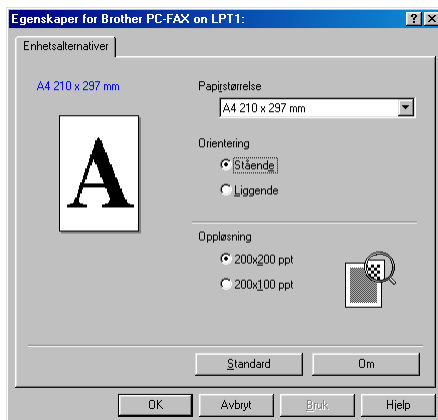 Egenskaper for Brother PC-FAX on LPT1:
Enhetsalternativer
A4 210 x 297 mm
A
Papirstørrelse
A4 210 x 297 mm
Orientering
Stående
Liggende
Oppløsning
200x200 ppt
200x100 ppt
Standard
Om
OK
Avbryt
Bruk
Hjelp